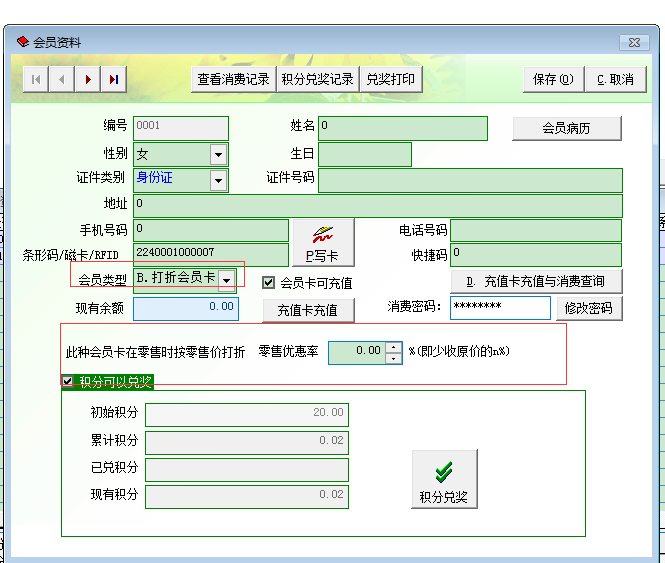 会员资料
查看消费记录 积分兑奖记录 兑奖打印 保存(O) C.取消
编号 0001 姓名 0 会员病历
性别 女 生日
证件类别 身份证 证件号码
地址 0
手机号码 0 P写卡 电话号码
条形码/磁卡/RFID 2240001000007 快捷码 0
会员类型 B.打折会员卡 会员卡可充值 D. 充值卡充值与消费查询
现有余额 0.00 充值卡充值 消费密码: ******** 修改密码
此种会员卡在零售时按零售价打折 零售优惠率 0.00 %(即少收原价的n%)
积分可以兑奖
初始积分 20.00
累计积分 0.02
已兑积分
现有积分 0.02
积分兑奖